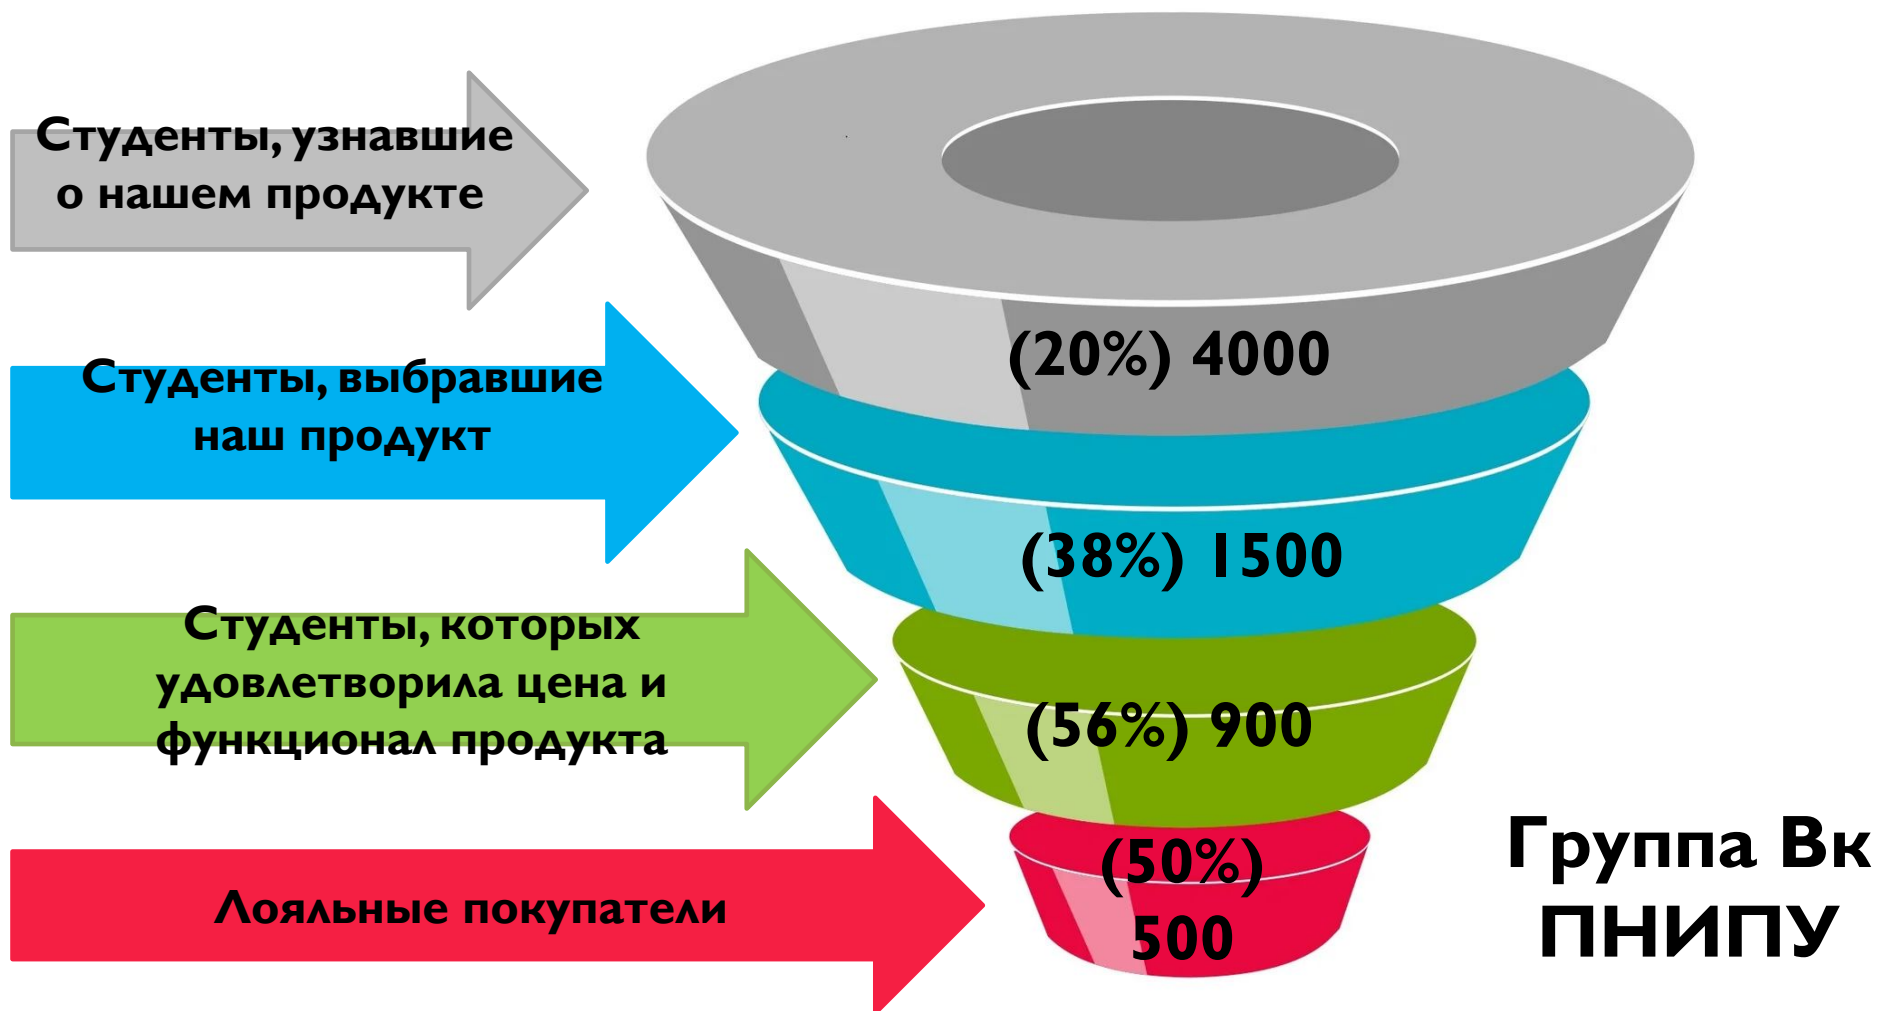 Студенты, узнавшие
о нашем продукте
(20%) 4000
Студенты, выбравшие
наш продукт
(38%) 1500
Студенты, которых
удовлетворила цена и
функционал продукта
(56%) 900
Лояльные покупатели
(50%)
500
Группа Вк
ПНИПУ